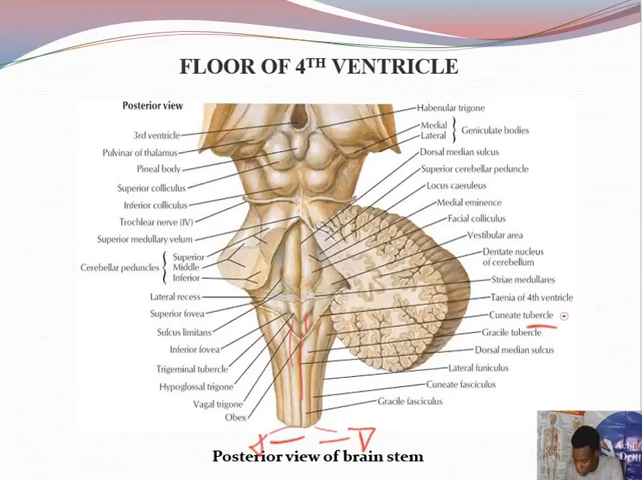 FLOOR OF 4TH VENTRICLE
Posterior view
3rd ventricle
Pulvinar of thalamus
Pineal body
Superior colliculus
Inferior colliculus
Trochlear nerve (IV)
Superior medullary velum
Cerebellar peduncles
Superior
Middle
Inferior
Lateral recess
Superior fovea
Sulcus limitans
Inferior fovea
Trigeminal tubercle
Hypoglossal trigone
Vagal trigone
Obex
Habenular trigone
Medial
Lateral
Geniculate bodies
Dorsal median sulcus
Superior cerebellar peduncle
Locus caeruleus
Medial eminence
Facial colliculus
Vestibular area
Dentate nucleus
of cerebellum
Striae medullares
Taenia of 4th ventricle
Cuneate tubercle
Gracile tubercle
Dorsal median sulcus
Lateral funiculus
Cuneate fasciculus
Gracile fasciculus
Posterior view of brain stem